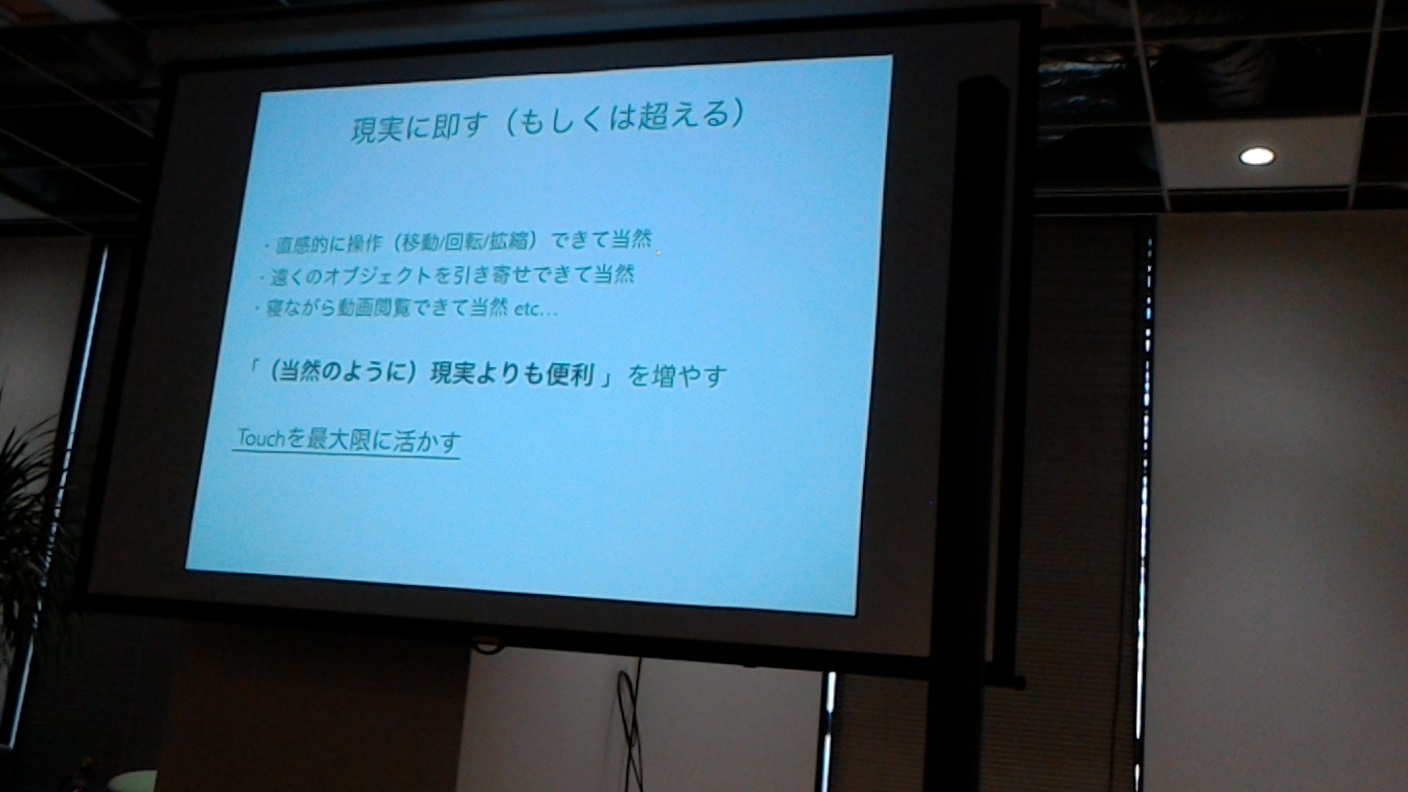 現実に即す（もしくは超える）
・直感的に操作（移動/回転/拡縮）できて当然
・遠くのオブジェクトを引き寄せできて当然
・寝ながら動画閲覧できて当然 etc…
「（当然のように）現実よりも便利 」を増やす
Touchを最大限に活かす